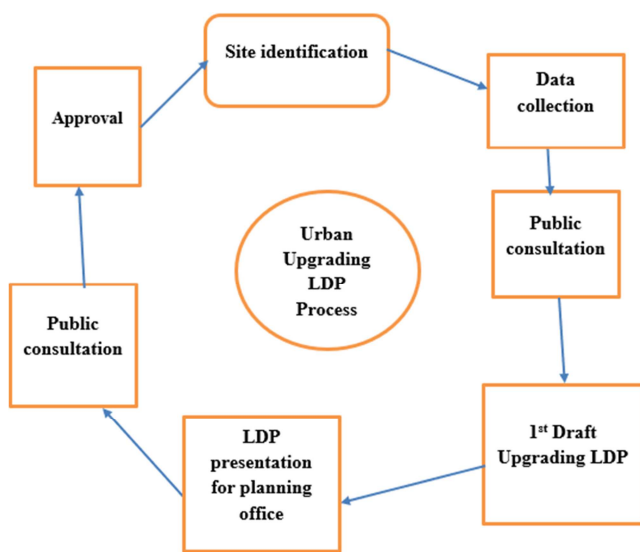 Site identification
Data
collection
Public
consultation
1st Draft
Upgrading LDP
LDP
presentation
for planning
office
Public
consultation
Approval
Urban
Upgrading
LDP
Process